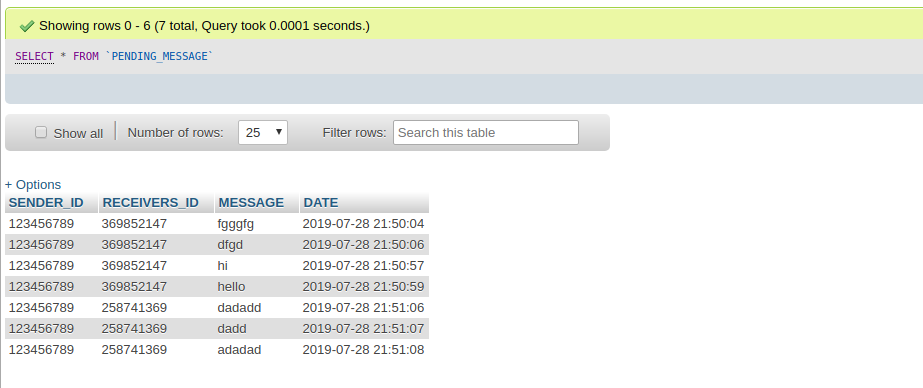 Showing rows 0 - 6 (7 total, Query took 0.0001 seconds.)
SELECT * FROM `PENDING_MESSAGE`
Show all Number of rows: 25 Filter rows: Search this table
+ Options
SENDER_ID RECEIVERS_ID MESSAGE DATE
123456789 369852147 fgggfg 2019-07-28 21:50:04
123456789 369852147 dfgd 2019-07-28 21:50:06
123456789 369852147 hi 2019-07-28 21:50:57
123456789 369852147 hello 2019-07-28 21:50:59
123456789 258741369 dadadd 2019-07-28 21:51:06
123456789 258741369 dadd 2019-07-28 21:51:07
123456789 258741369 adadad 2019-07-28 21:51:08